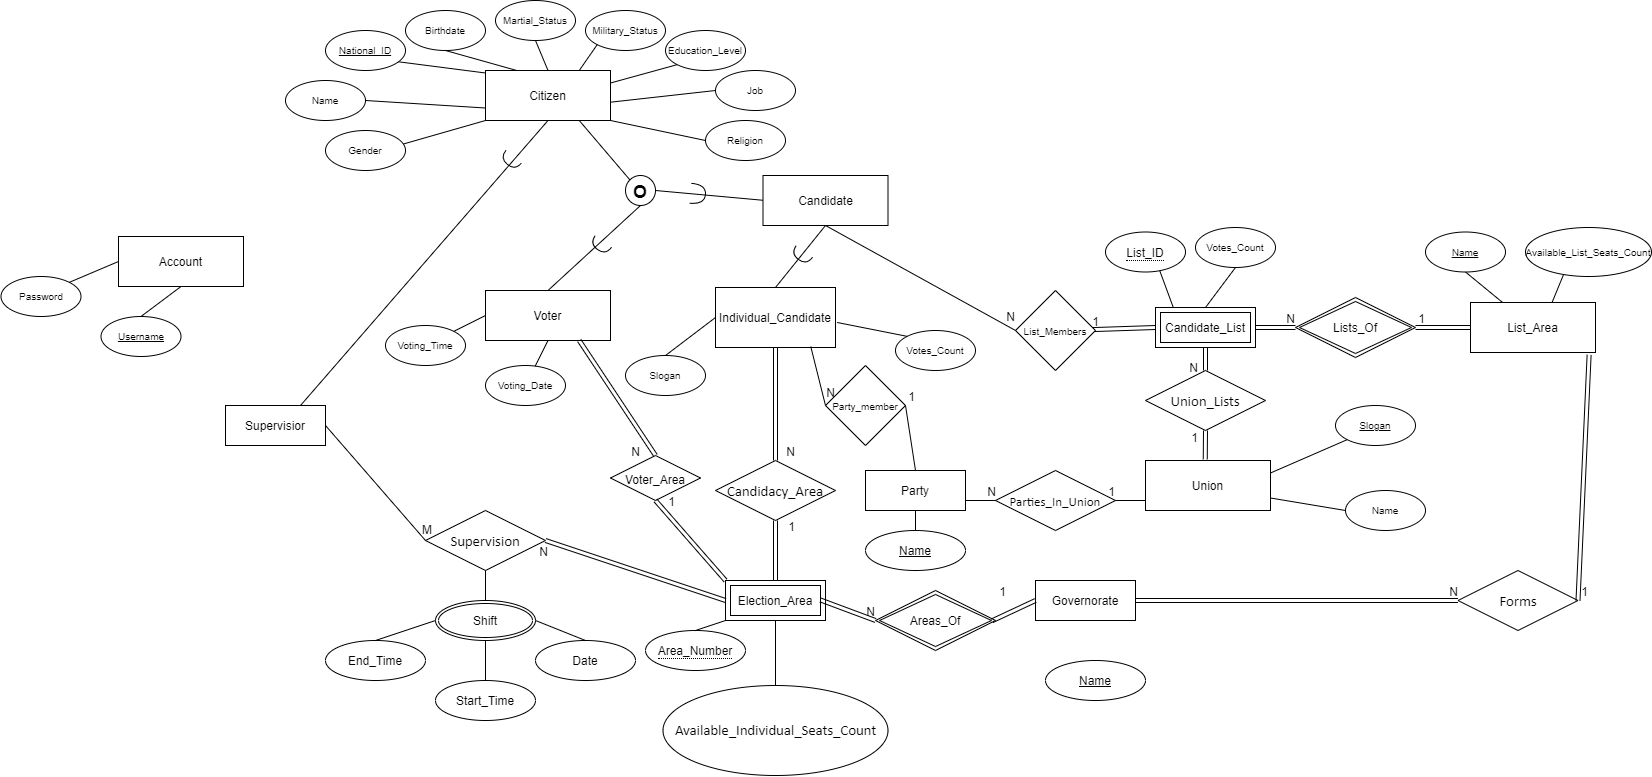 Martial_Status
Birthdate
Military_Status
National_ID
Education_Level
Citizen
Job
Name
Religion
Gender
O
Candidate
Account
List_ID
Votes_Count
Name
Available_List_Seats_Count
Password
Username
Voter
Individual_Candidate
N
List_Members
1
Candidate_List
N
Lists_Of
1
List_Area
Voting_Time
Votes_Count
Slogan
Voting_Date
N
Party_member
1
N
Union_Lists
1
Slogan
Supervisior
N
Voter_Area
1
N
Candidacy_Area
1
Party
N
Parties_In_Union
1
Union
Name
Name
M
Supervision
N
Election_Area
N
Areas_Of
1
Governorate
N
Forms
1
Shift
End_Time
Date
Start_Time
Area_Number
Name
Available_Individual_Seats_Count